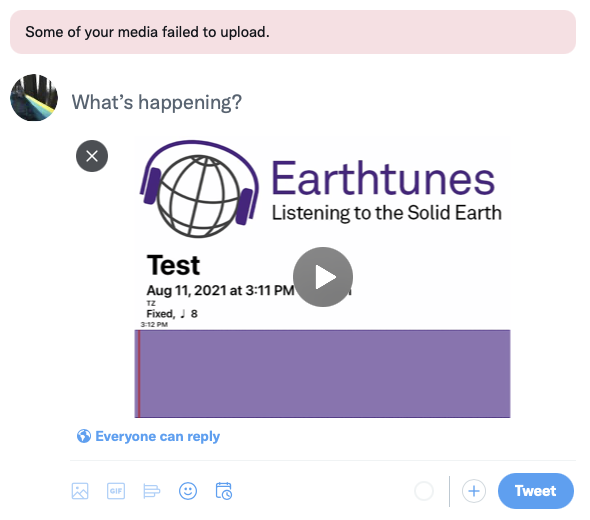 Some of your media failed to upload.
What's happening?
Earthtunes
Listening to the Solid Earth
Test
Aug 11, 2021 at 3:11 PM
TZ
Fixed, ♩ 8
3:12 PM
Everyone can reply
GIF
Tweet